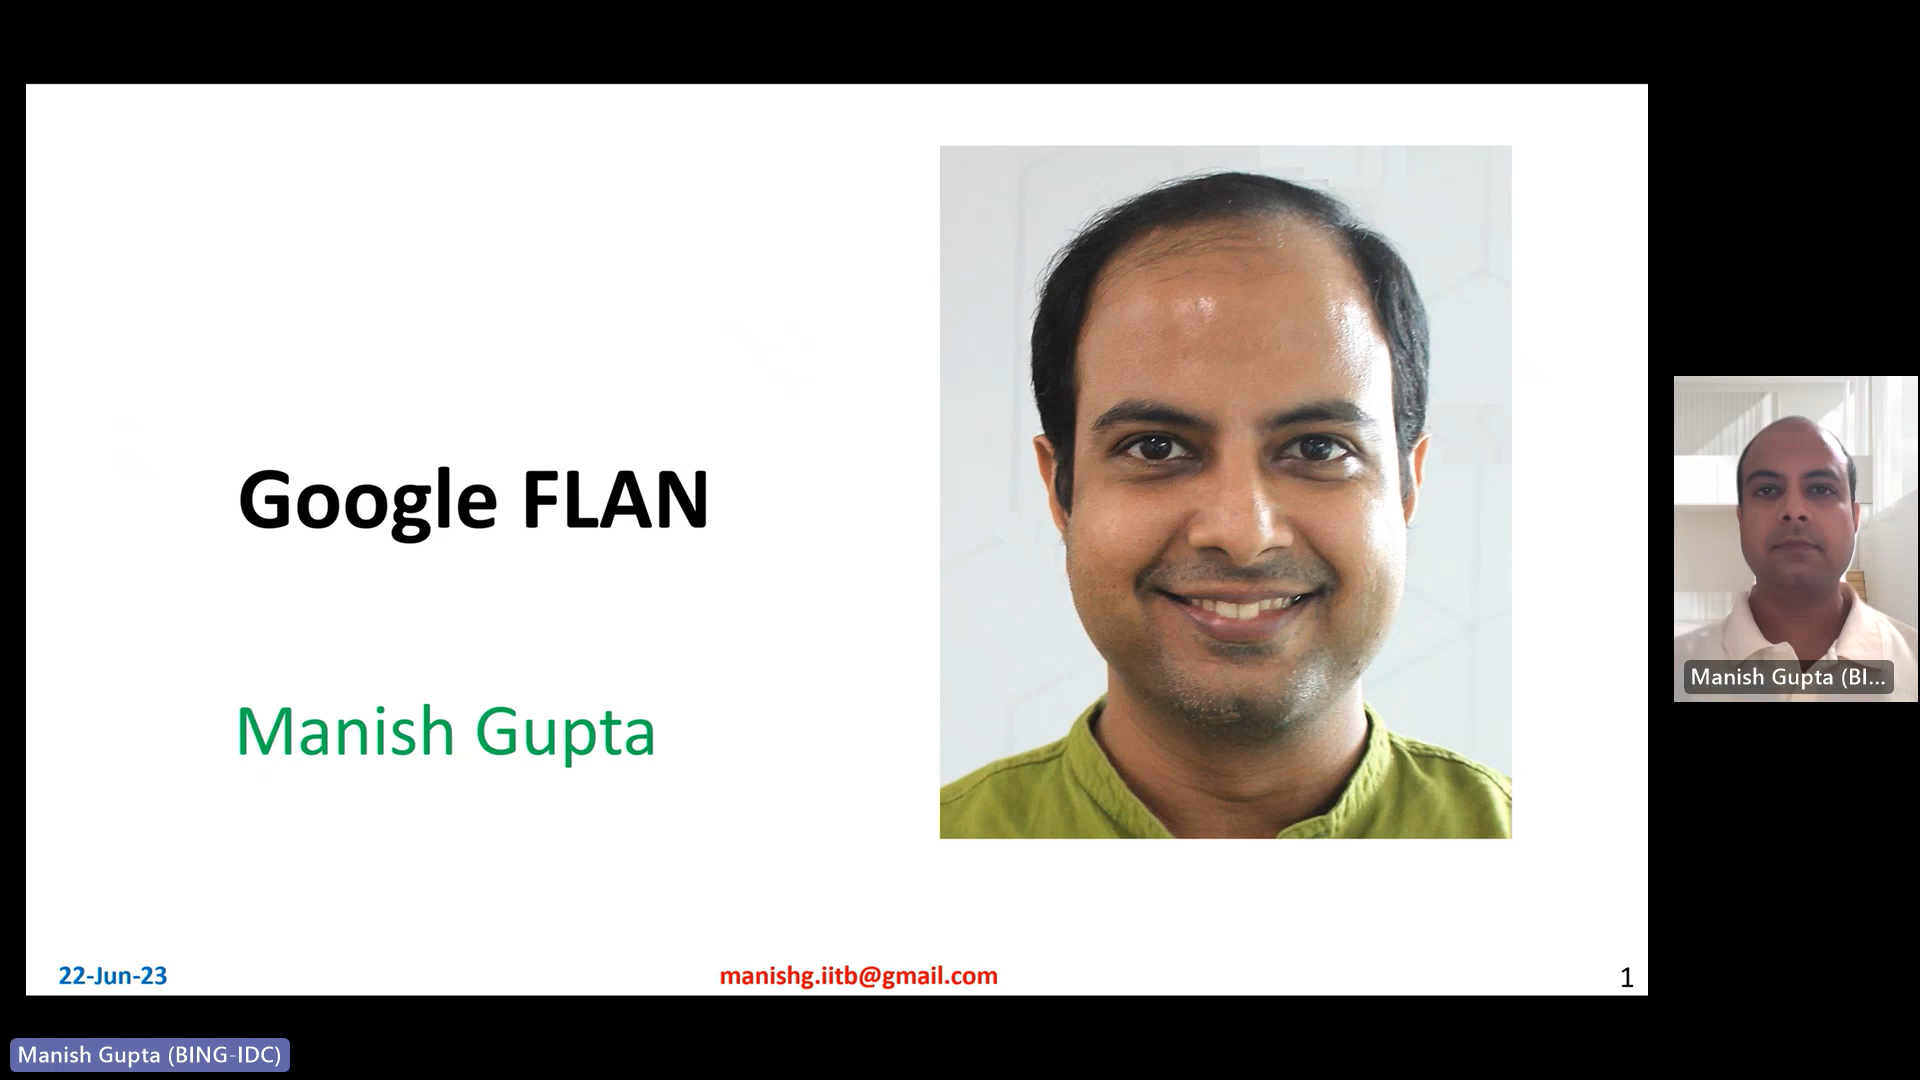 Google FLAN
Manish Gupta
22-Jun-23
manishg.iitb@gmail.com
1
Manish Gupta (BI...
Manish Gupta (BING-IDC)